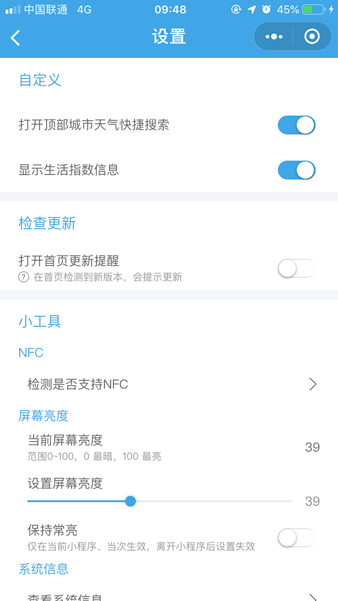 中国联通 4G 09:48 45%
设置
自定义
打开顶部城市天气快捷搜索
显示生活指数信息
检查更新
打开首页更新提醒
? 在首页检测到新版本，会提示更新
小工具
NFC
检测是否支持NFC
屏幕亮度
当前屏幕亮度 39
范围0~100，0 最暗，100 最亮
设置屏幕亮度
39
保持常亮
仅在当前小程序、当次生效，离开小程序后设置失效
系统信息
查看系统信息